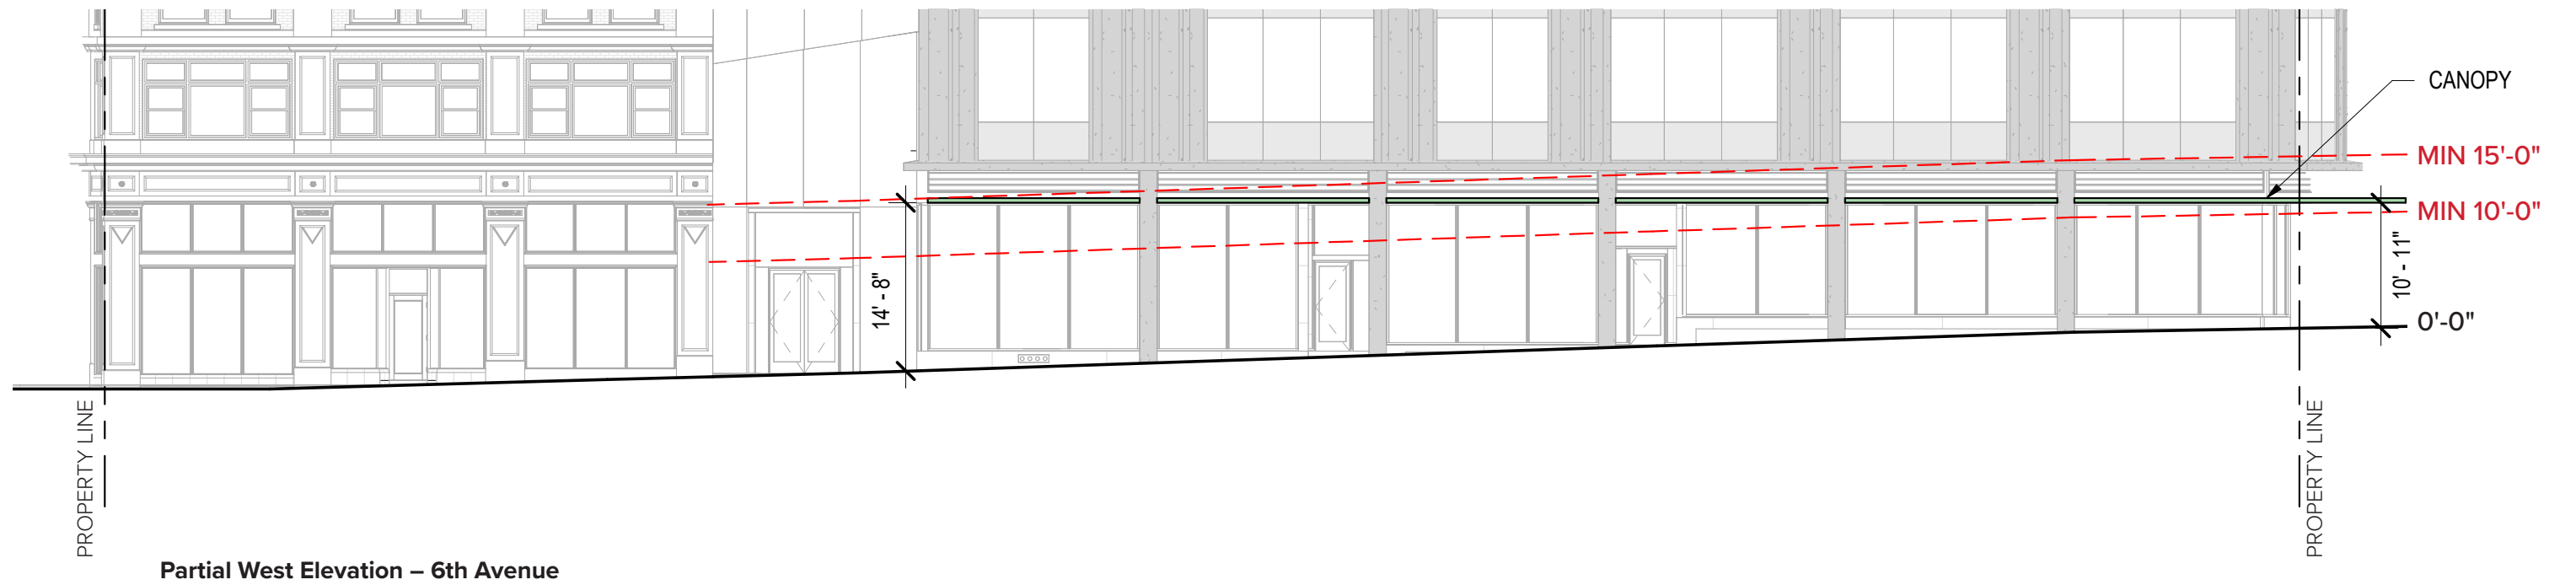 CANOPY
MIN 15'-0"
MIN 10'-0"
14' - 8"
10' - 11"
0'-0"
PROPERTY LINE
PROPERTY LINE
Partial West Elevation – 6th Avenue